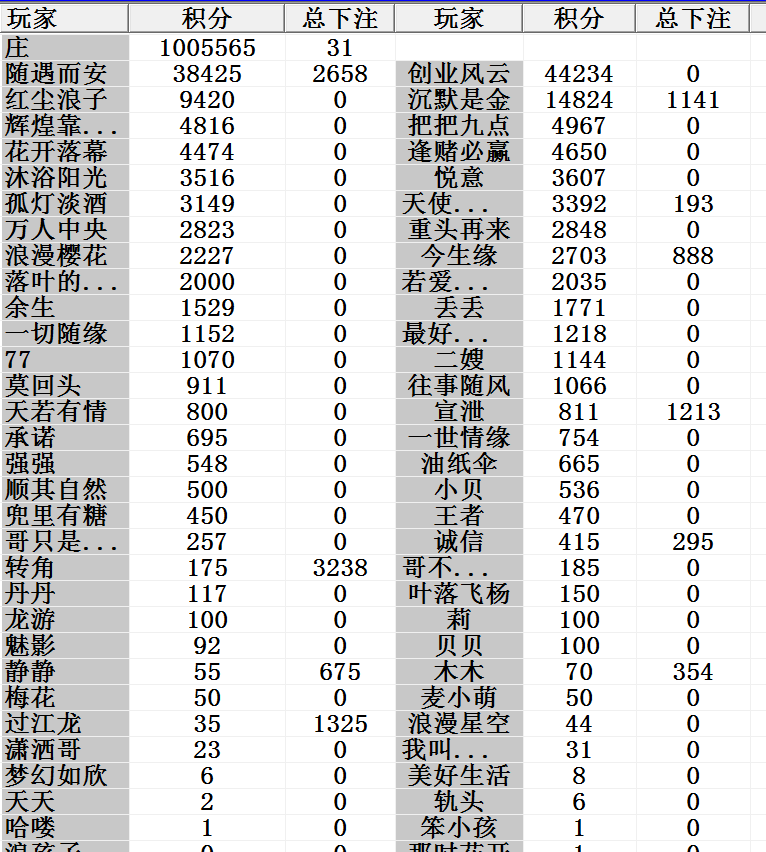 玩家 积分 总下注 玩家 积分 总下注
庄 1005565 31
随遇而安 38425 2658 创业风云 44234 0
红尘浪子 9420 0 沉默是金 14824 1141
辉煌靠... 4816 0 把把九点 4967 0
花开落幕 4474 0 逢赌必赢 4650 0
沐浴阳光 3516 0 悦意 3607 0
孤灯淡酒 3149 0 天使... 3392 193
万人中央 2823 0 重头再来 2848 0
浪漫樱花 2227 0 今生缘 2703 888
落叶的... 2000 0 若爱... 2035 0
余生 1529 0 丢丢 1771 0
一切随缘 1152 0 最好... 1218 0
77 1070 0 二嫂 1144 0
莫回头 911 0 往事随风 1066 0
天若有情 800 0 宣泄 811 1213
承诺 695 0 一世情缘 754 0
强强 548 0 油纸伞 665 0
顺其自然 500 0 小贝 536 0
兜里有糖 450 0 王者 470 0
哥只是... 257 0 诚信 415 295
转角 175 3238 哥不... 185 0
丹丹 117 0 叶落飞杨 150 0
龙游 100 0 莉 100 0
魅影 92 0 贝贝 100 0
静静 55 675 木木 70 354
梅花 50 0 麦小萌 50 0
过江龙 35 1325 浪漫星空 44 0
潇洒哥 23 0 我叫... 31 0
梦幻如欣 6 0 美好生活 8 0
天天 2 0 轨头 6 0
哈喽 1 0 笨小孩 1 0
浪孩子 0 0 那时花开 1 0